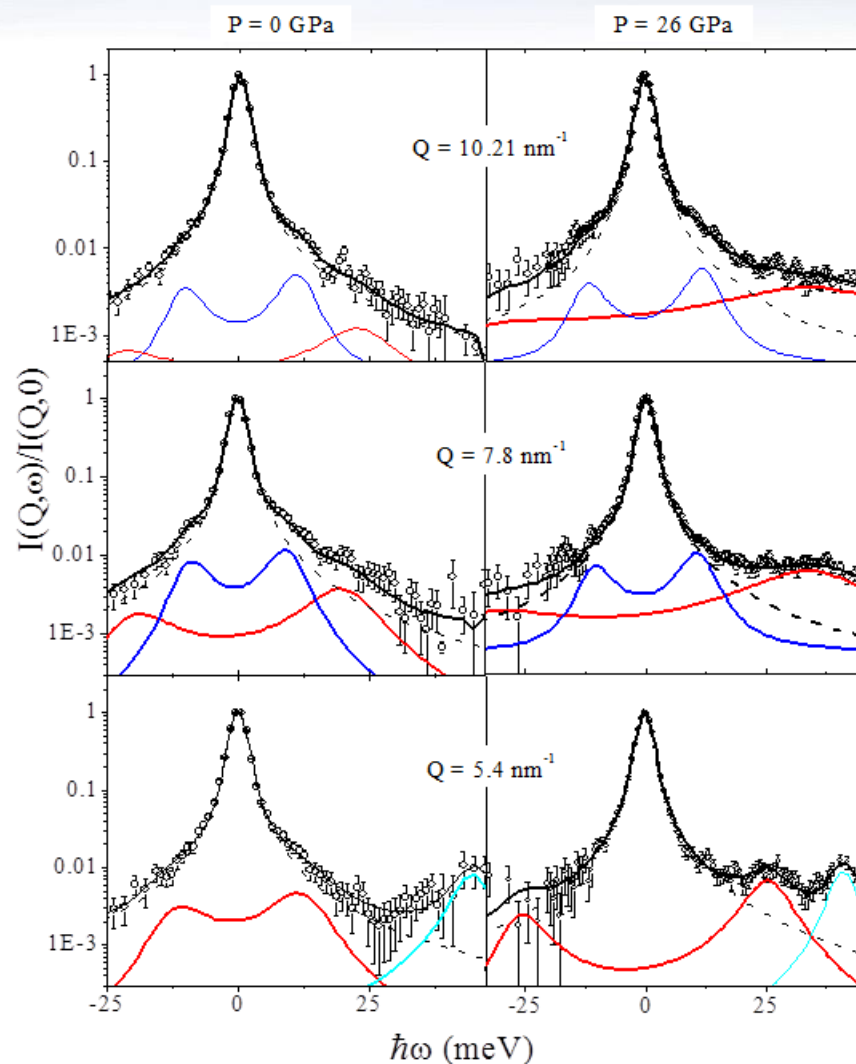 P = 0 GPa
P = 26 GPa
1
0.1
0.01
1E-3
Q = 10.21 nm⁻¹
1
0.1
0.01
1E-3
Q = 7.8 nm⁻¹
1
0.1
0.01
1E-3
Q = 5.4 nm⁻¹
I(Q,ω)/I(Q,0)
-25
0
25
-25
0
25
ħω (meV)